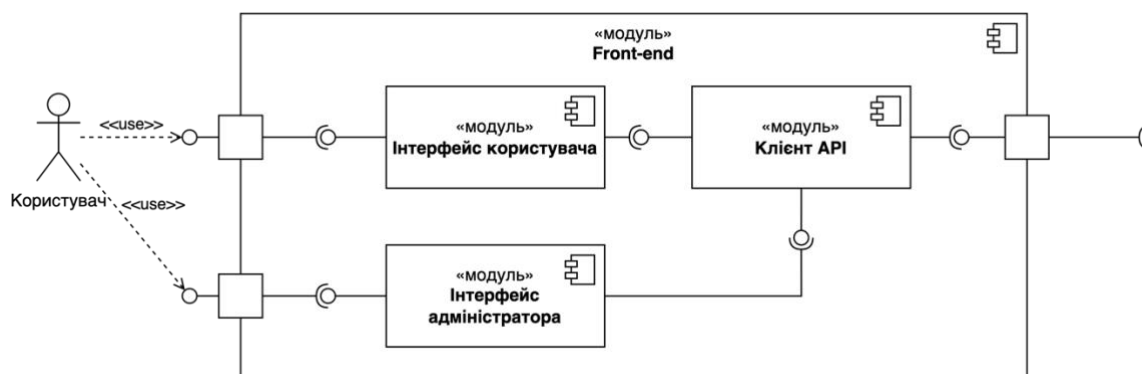 «модуль»
Front-end
<<use>>
«модуль»
Інтерфейс користувача
«модуль»
Клієнт API
Користувач
<<use>>
«модуль»
Інтерфейс
адміністратора